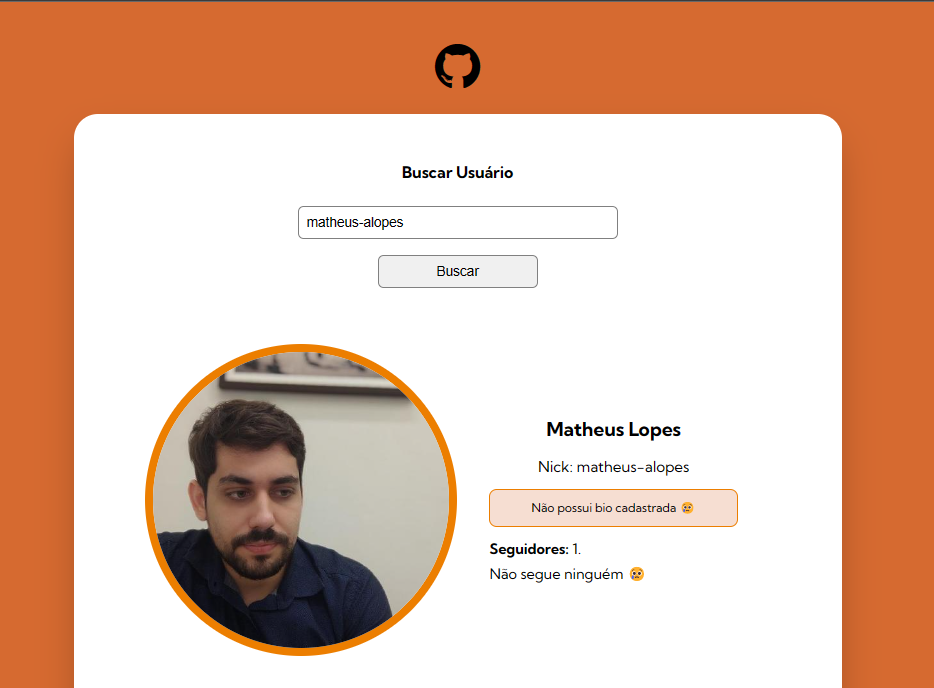 Buscar Usuário
matheus-alopes
Buscar
Matheus Lopes
Nick: matheus-alopes
Não possui bio cadastrada 😢
Seguidores: 1.
Não segue ninguém 😢